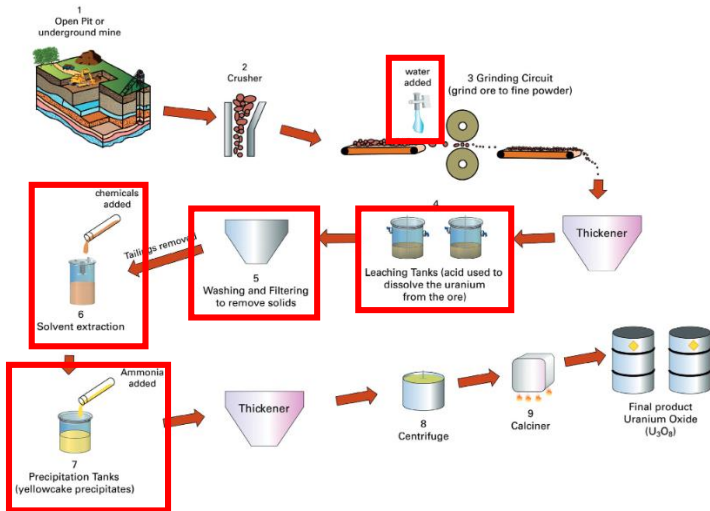 1
Open Pit or
underground mine
2
Crusher
water
added
3 Grinding Circuit
(grind ore to fine powder)
Thickener
4
Leaching Tanks (acid used to
dissolve the uranium
from the ore)
5
Washing and Filtering
to remove solids
Tailings removed
chemicals
added
6
Solvent extraction
Ammonia
added
7
Precipitation Tanks
(yellowcake precipitates)
Thickener
8
Centrifuge
9
Calciner
Final product
Uranium Oxide
(U₃O₈)